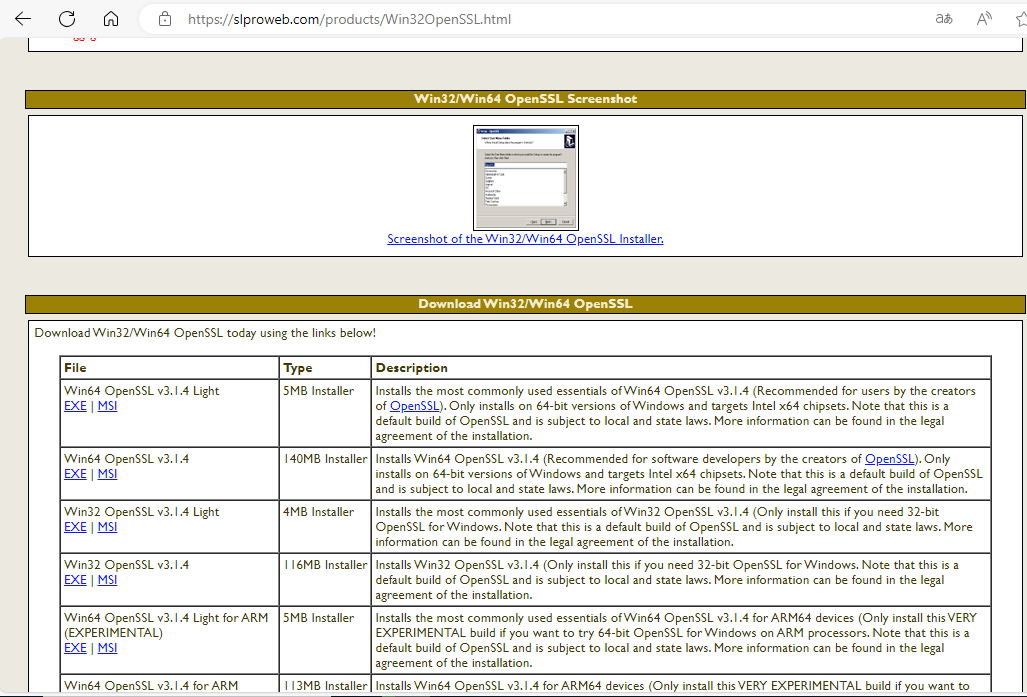 https://slproweb.com/products/Win32OpenSSL.html
Win32/Win64 OpenSSL Screenshot
Screenshot of the Win32/Win64 OpenSSL Installer.
Download Win32/Win64 OpenSSL
Download Win32/Win64 OpenSSL today using the links below!
File Type Description
Win64 OpenSSL v3.1.4 Light 5MB Installer Installs the most commonly used essentials of Win64 OpenSSL v3.1.4 (Recommended for users by the creators
EXE | MSI of OpenSSL). Only installs on 64-bit versions of Windows and targets Intel x64 chipsets. Note that this is a
default build of OpenSSL and is subject to local and state laws. More information can be found in the legal
agreement of the installation.
Win64 OpenSSL v3.1.4 140MB Installer Installs Win64 OpenSSL v3.1.4 (Recommended for software developers by the creators of OpenSSL). Only
EXE | MSI installs on 64-bit versions of Windows and targets Intel x64 chipsets. Note that this is a default build of OpenSSL
and is subject to local and state laws. More information can be found in the legal agreement of the installation.
Win32 OpenSSL v3.1.4 Light 4MB Installer Installs the most commonly used essentials of Win32 OpenSSL v3.1.4 (Only install this if you need 32-bit
EXE | MSI OpenSSL for Windows. Note that this is a default build of OpenSSL and is subject to local and state laws. More
information can be found in the legal agreement of the installation.
Win32 OpenSSL v3.1.4 116MB Installer Installs Win32 OpenSSL v3.1.4 (Only install this if you need 32-bit OpenSSL for Windows. Note that this is a
EXE | MSI default build of OpenSSL and is subject to local and state laws. More information can be found in the legal
agreement of the installation.
Win64 OpenSSL v3.1.4 Light for ARM 5MB Installer Installs the most commonly used essentials of Win64 OpenSSL v3.1.4 for ARM64 devices (Only install this VERY
(EXPERIMENTAL) EXPERIMENTAL build if you want to try 64-bit OpenSSL for Windows on ARM processors. Note that this is a
EXE | MSI default build of OpenSSL and is subject to local and state laws. More information can be found in the legal
agreement of the installation.
Win64 OpenSSL v3.1.4 for ARM 113MB Installer Installs Win64 OpenSSL v3.1.4 for ARM64 devices (Only install this VERY EXPERIMENTAL build if you want to